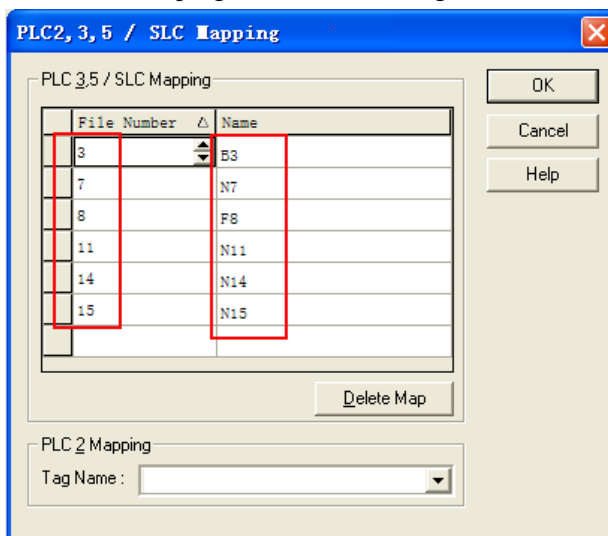 PLC2, 3, 5 / SLC Mapping
PLC 3,5 / SLC Mapping
File Number Name
3 B3
7 N7
8 F8
11 N11
14 N14
15 N15
Delete Map
PLC 2 Mapping
Tag Name :
OK
Cancel
Help